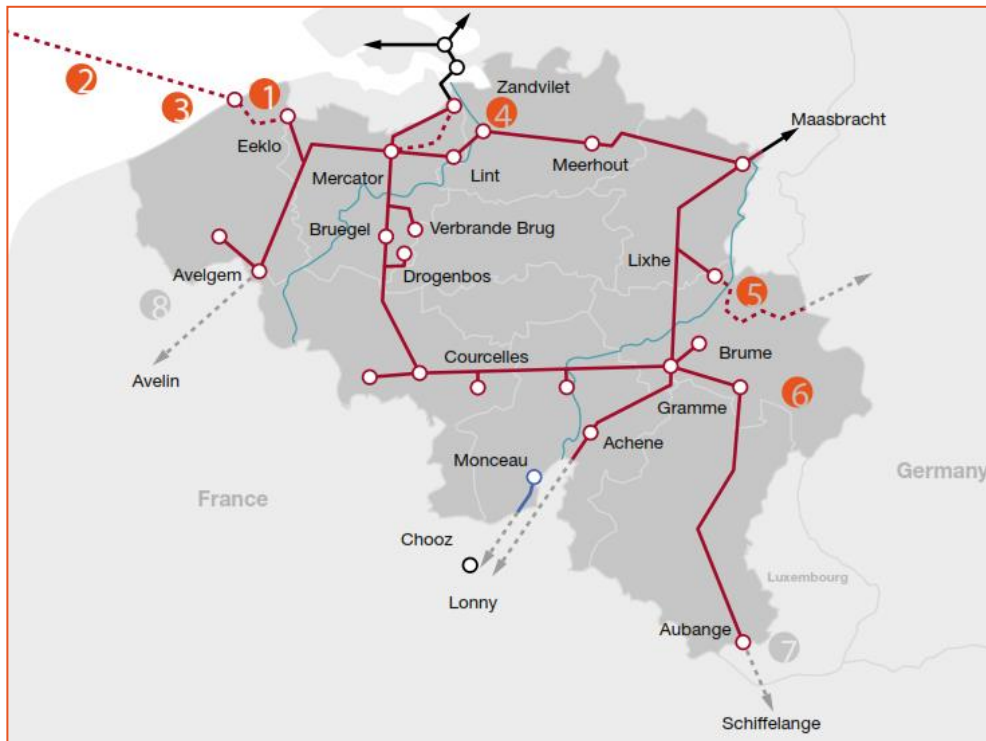 2
3
1
Zandvilet
4
Maasbracht
Eeklo
Mercator
Lint
Meerhout
Bruegel
Verbrande Brug
Lixhe
Avelgem
Drogenbos
8
5
Avelin
Courcelles
Brume
Gramme
6
Achene
Monceau
Germany
France
Chooz
Luxembourg
Lonny
Aubange
7
Schiffelange